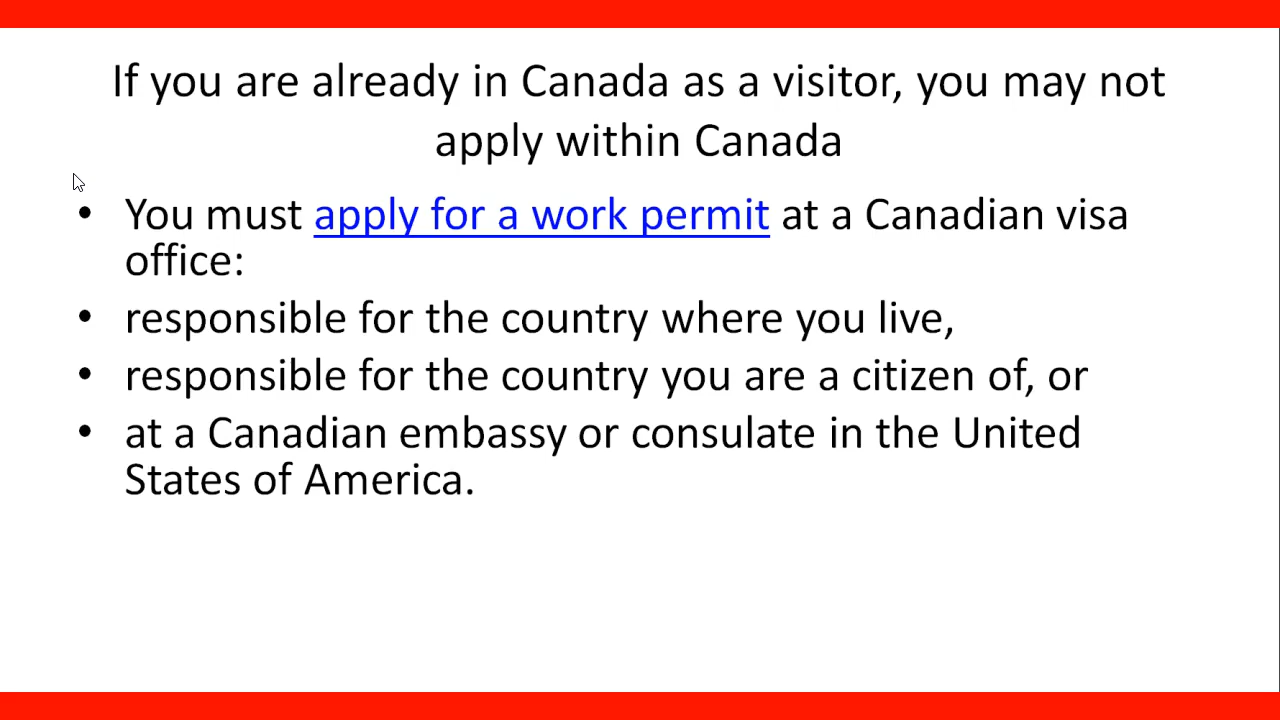 If you are already in Canada as a visitor, you may not
apply within Canada
• You must apply for a work permit at a Canadian visa
office:
• responsible for the country where you live,
• responsible for the country you are a citizen of, or
• at a Canadian embassy or consulate in the United
States of America.